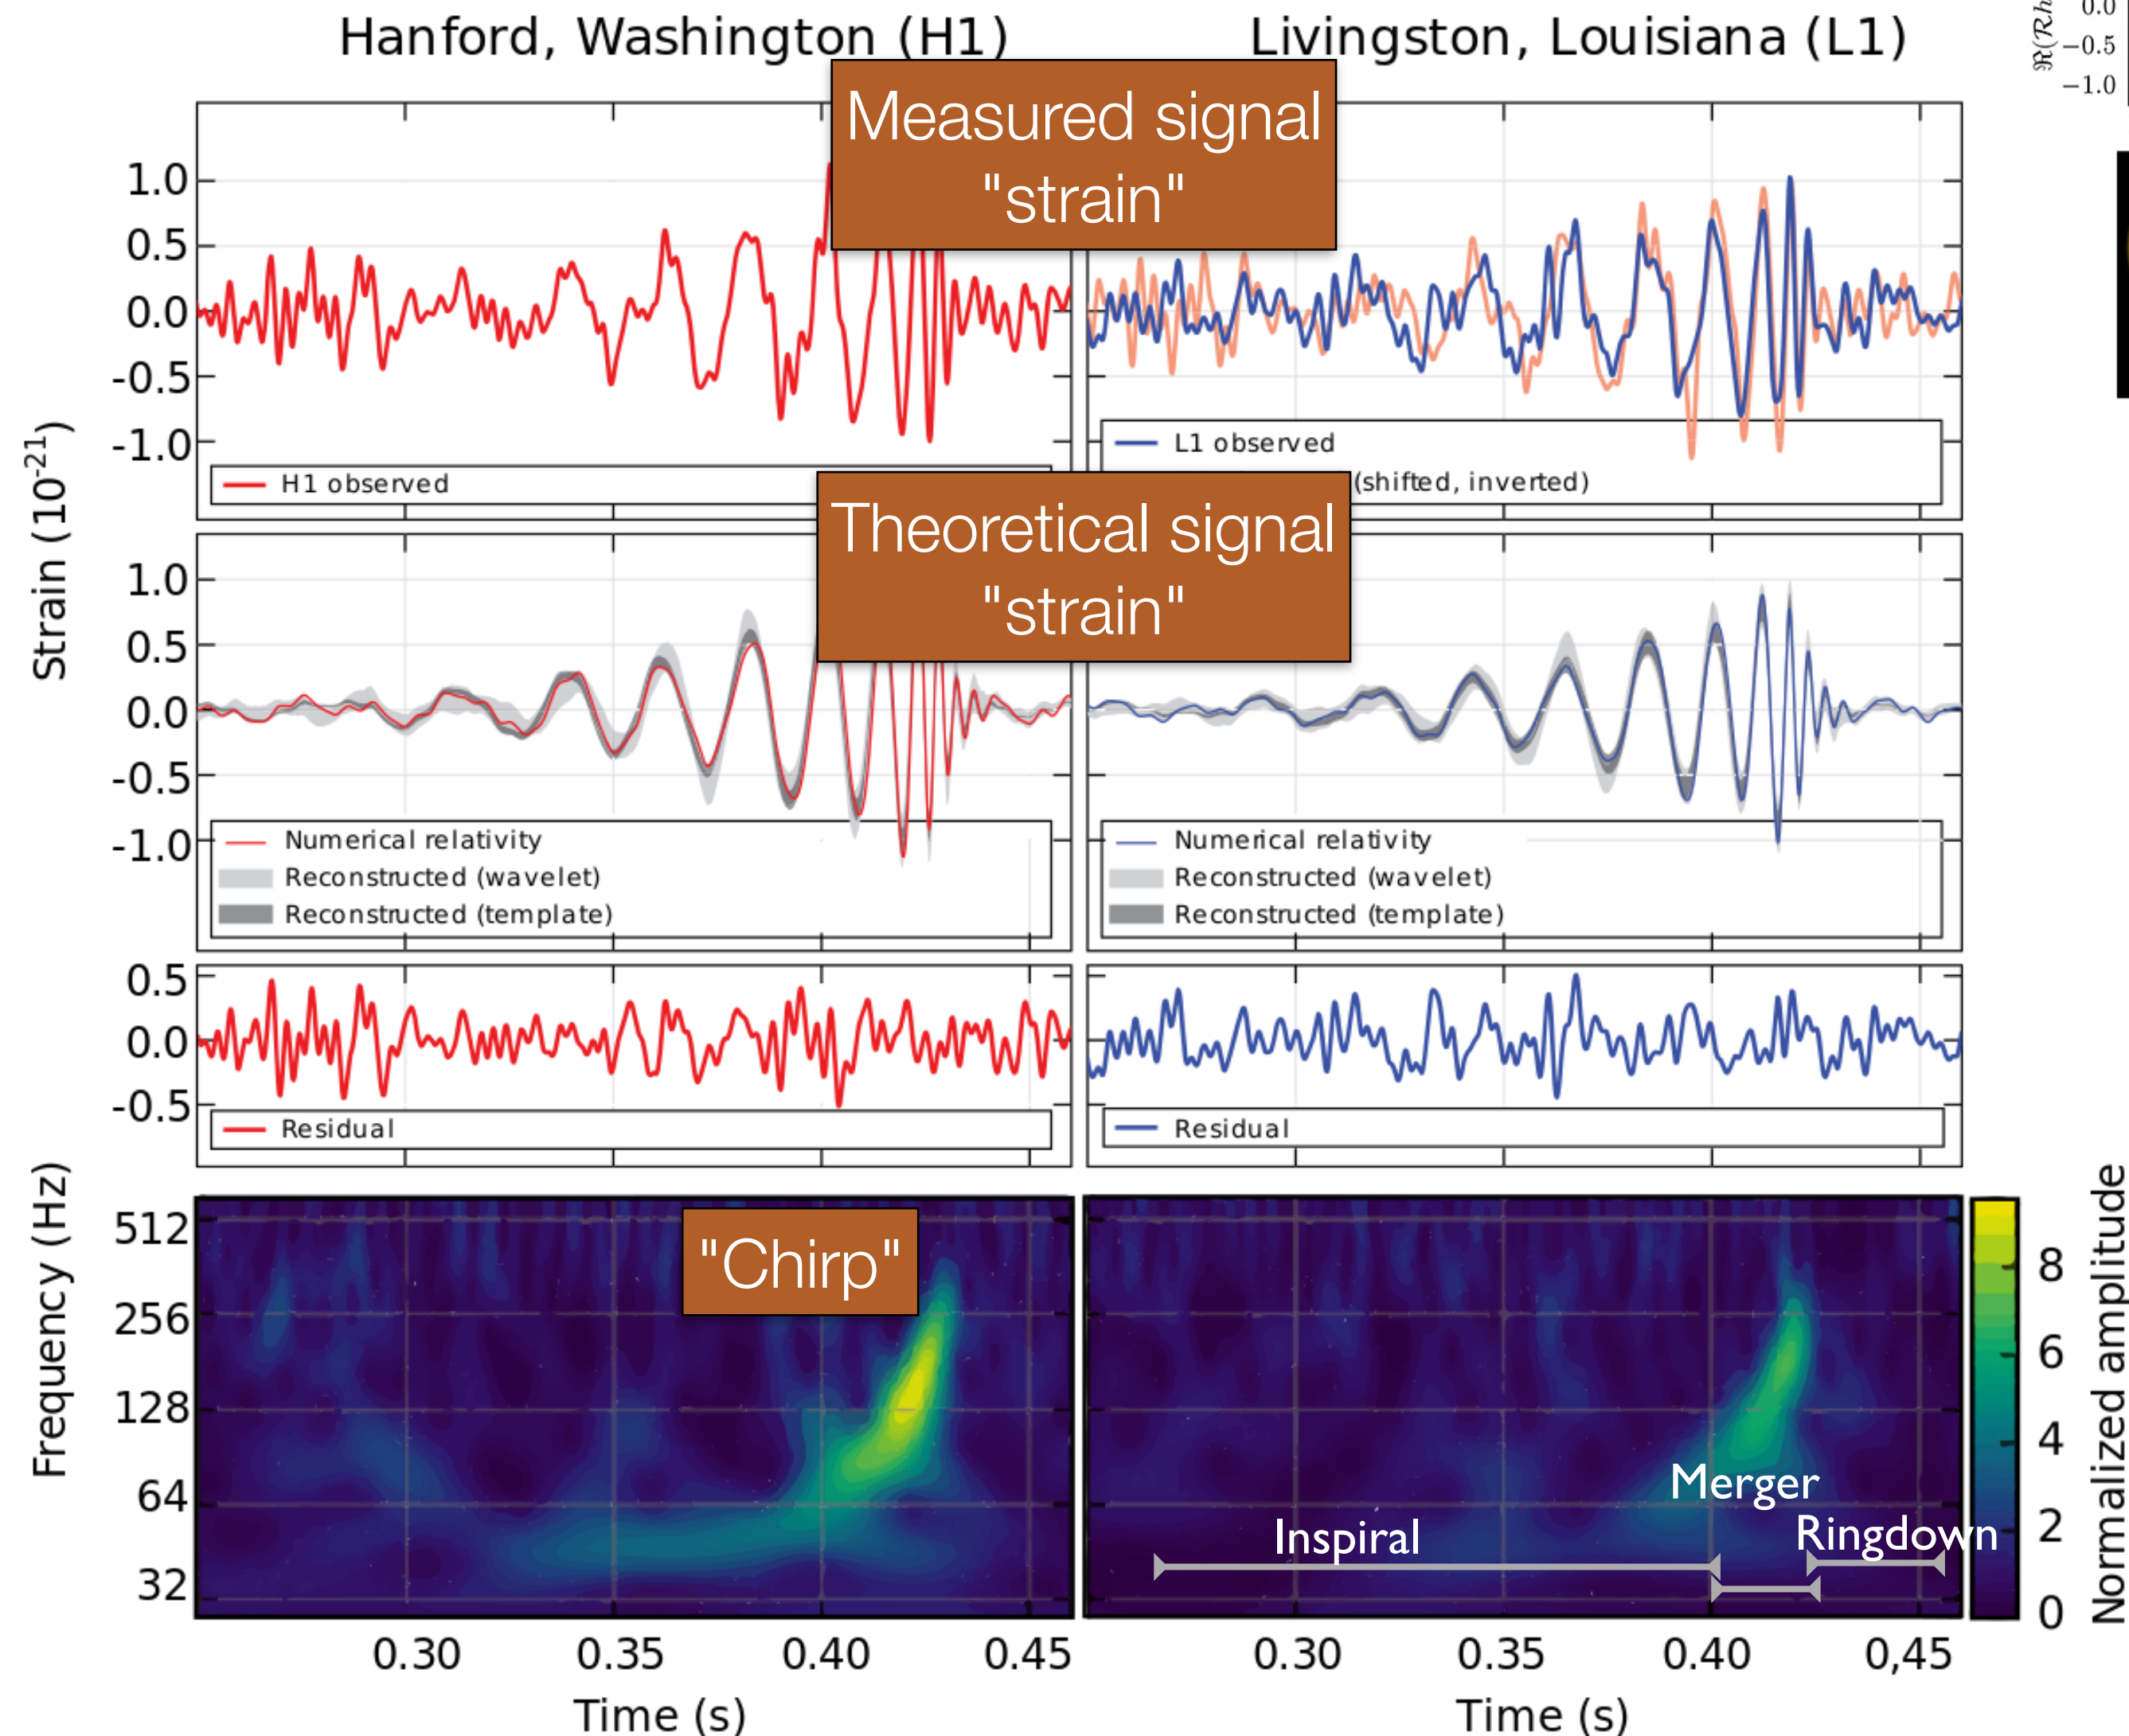 Hanford, Washington (H1)
Livingston, Louisiana (L1)
0.0
-0.5
-1.0
Measured signal
"strain"
1.0
0.5
0.0
-0.5
-1.0
H1 observed
L1 observed
(shifted, inverted)
Strain (10-21)
Theoretical signal
"strain"
1.0
0.5
0.0
-0.5
-1.0
Numerical relativity
Reconstructed (wavelet)
Reconstructed (template)
Numerical relativity
Reconstructed (wavelet)
Reconstructed (template)
0.5
0.0
-0.5
Residual
Residual
Frequency (Hz)
512
256
128
64
32
"Chirp"
Merger
Inspiral
Ringdown
8
6
4
2
0
Normalized amplitude
0.30 0.35 0.40 0.45
0.30 0.35 0.40 0,45
Time (s)
Time (s)